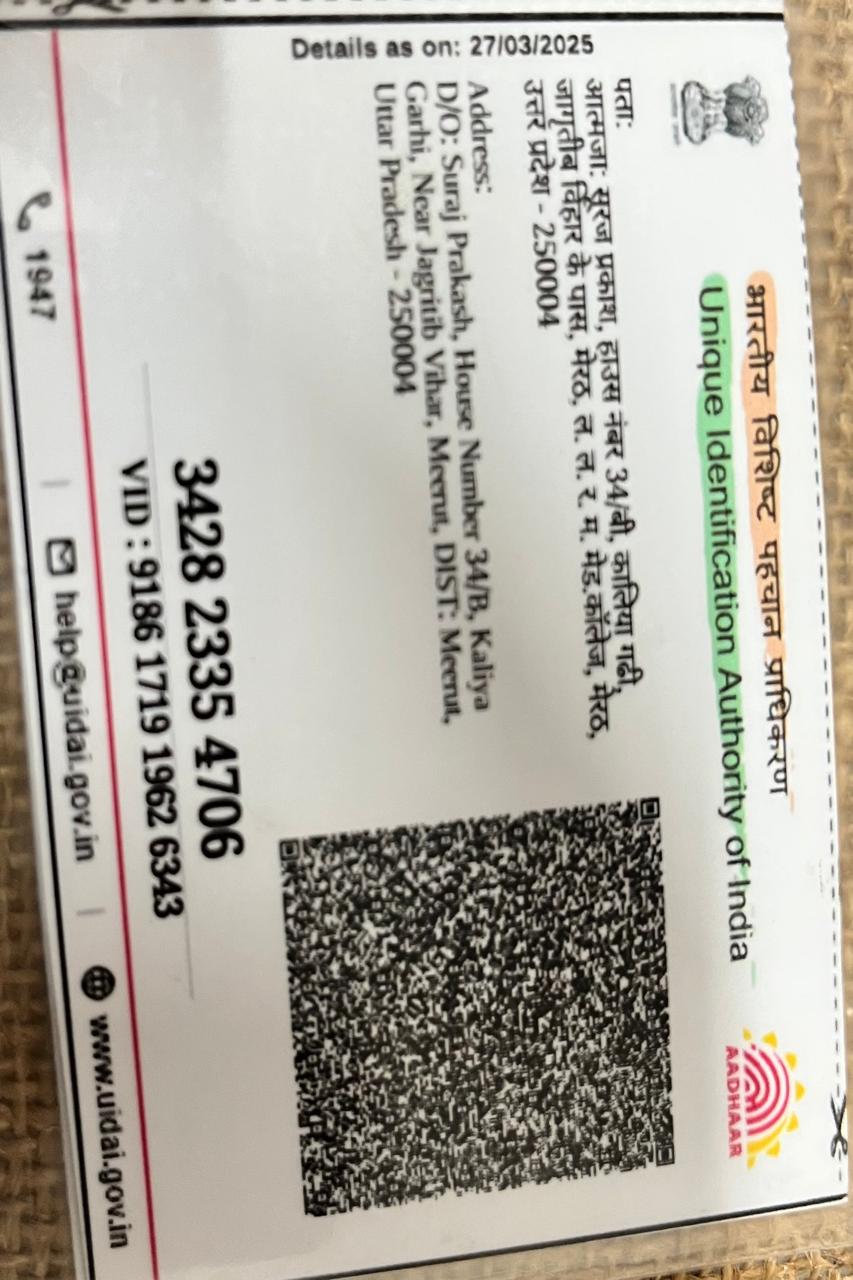 भारतीय विशिष्ट पहचान प्राधिकरण
Unique Identification Authority of India
AADHAAR
Details as on: 27/03/2025
पता:
आत्मजा: सूरज प्रकाश, हाउस नंबर 34/बी, कालिया गढी,
जागृतीब विहार के पास, मेरठ, ल. ल. र. म. मेड.कॉलेज, मेरठ,
उत्तर प्रदेश - 250004
Address:
D/O: Suraj Prakash, House Number 34/B, Kaliya
Garhi, Near Jagritib Vihar, Meerut, DIST: Meerut,
Uttar Pradesh - 250004
3428 2335 4706
VID : 9186 1719 1962 6343
1947
help@uidai.gov.in
www.uidai.gov.in